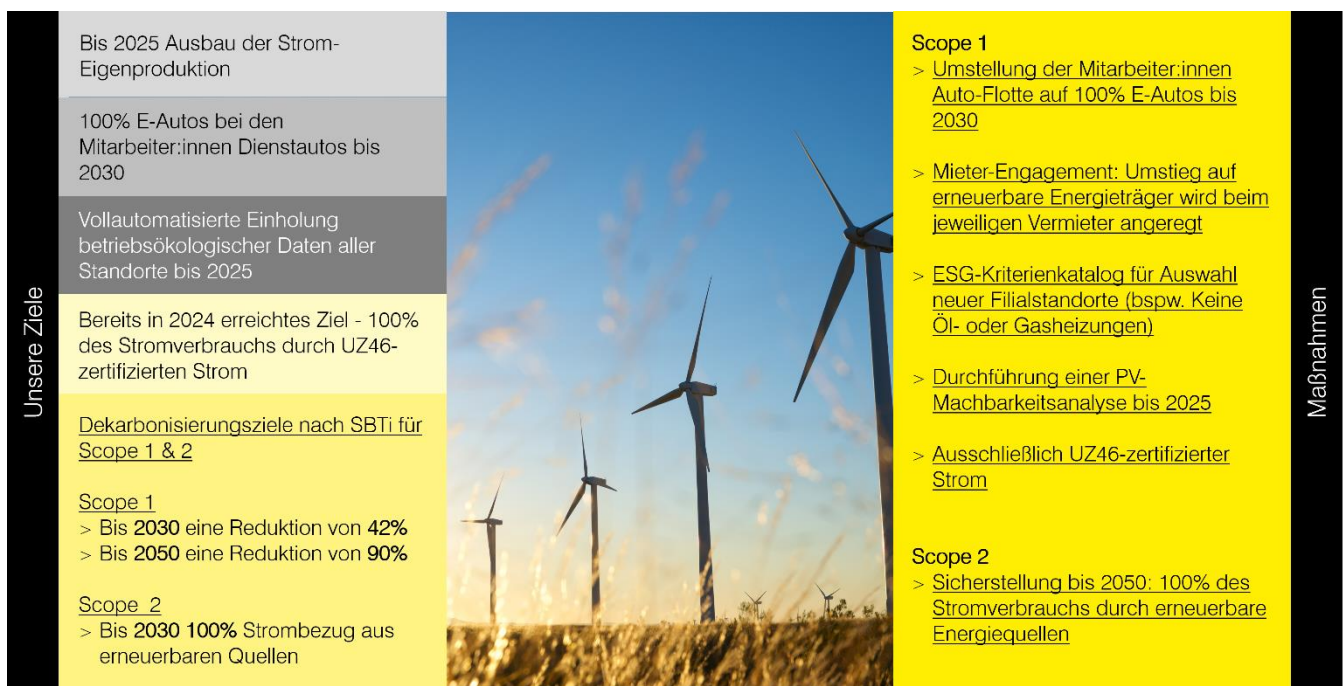 Unsere Ziele
Bis 2025 Ausbau der Strom-
Eigenproduktion
100% E-Autos bei den
Mitarbeiter:innen Dienstautos bis
2030
Vollautomatisierte Einholung
betriebsökologischer Daten aller
Standorte bis 2025
Bereits in 2024 erreichtes Ziel - 100%
des Stromverbrauchs durch UZ46-
zertifizierten Strom
Dekarbonisierungsziele nach SBTi für
Scope 1 & 2
Scope 1
> Bis 2030 eine Reduktion von 42%
> Bis 2050 eine Reduktion von 90%
Scope 2
> Bis 2030 100% Strombezug aus
erneuerbaren Quellen
Scope 1
> Umstellung der Mitarbeiter:innen
Auto-Flotte auf 100% E-Autos bis
2030
> Mieter-Engagement: Umstieg auf
erneuerbare Energieträger wird beim
jeweiligen Vermieter angeregt
> ESG-Kriterienkatalog für Auswahl
neuer Filialstandorte (bspw. Keine
Öl- oder Gasheizungen)
> Durchführung einer PV-
Machbarkeitsanalyse bis 2025
> Ausschließlich UZ46-zertifizierter
Strom
Scope 2
> Sicherstellung bis 2050: 100% des
Stromverbrauchs durch erneuerbare
Energiequellen
Maßnahmen